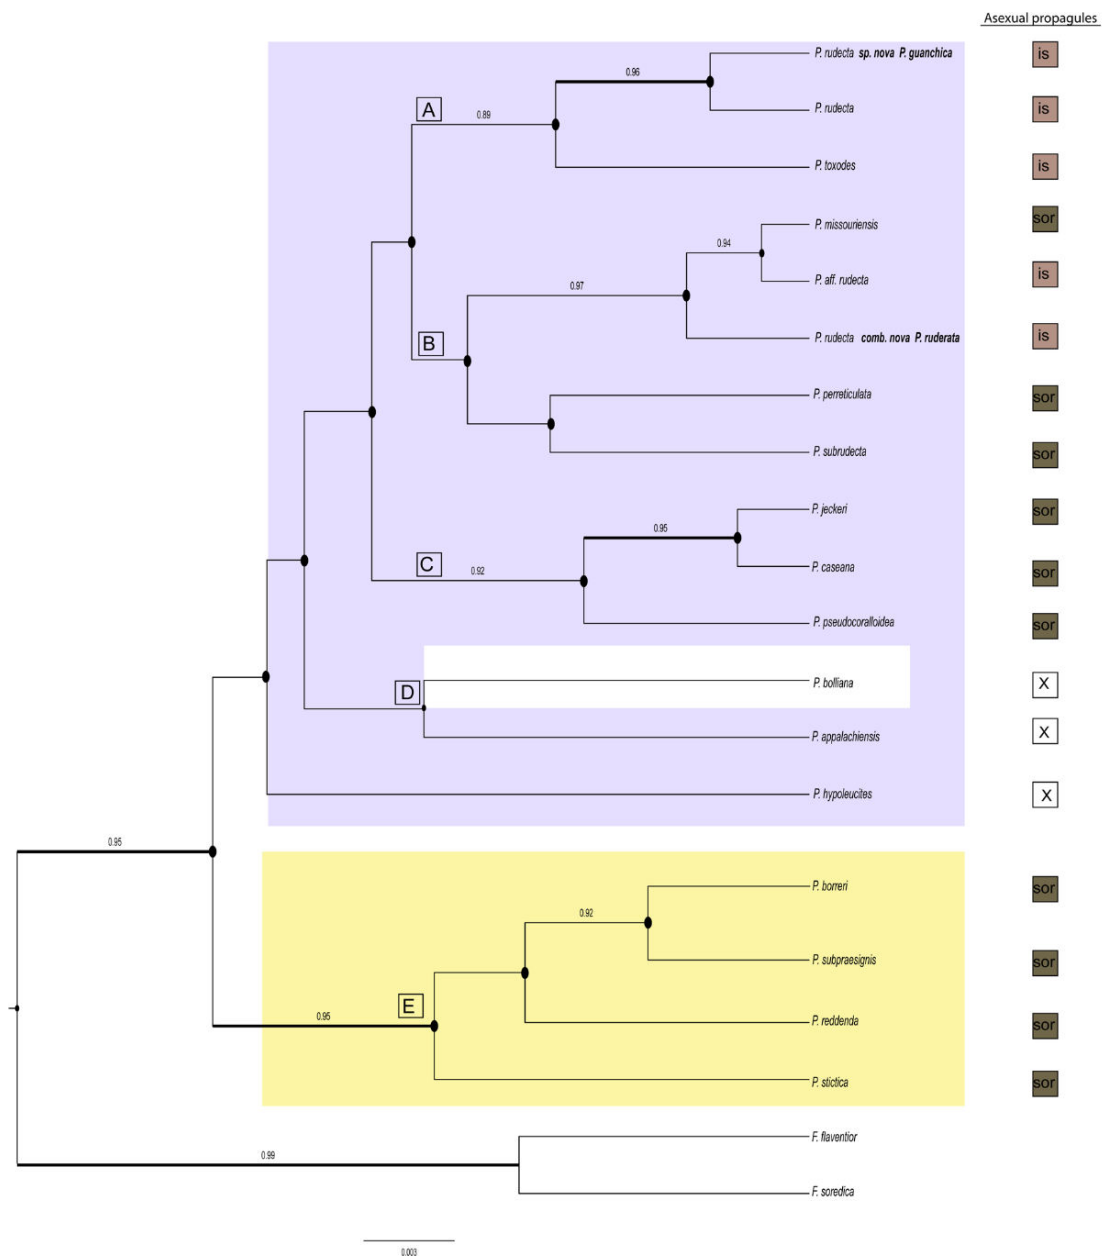 Asexual propagules
P. rudecta sp. nova P. guanchica
is
0.96
A
0.89
P. rudecta
is
P. toxodes
is
P. missouriensis
sor
0.94
P. aff. rudecta
is
0.97
B
P. rudecta comb. nova P. ruderata
is
P. perreticulata
sor
P. subrudecta
sor
P. jeckeri
sor
0.95
C
0.92
P. caseana
sor
P. pseudocoralloidea
sor
P. bolliana
X
D
P. appalachiensis
X
P. hypoleucites
X
0.95
P. borreri
sor
0.92
P. subpraesignis
sor
E
0.95
P. reddenda
sor
P. stictica
sor
F. flaventior
0.99
F. soredica
0.003